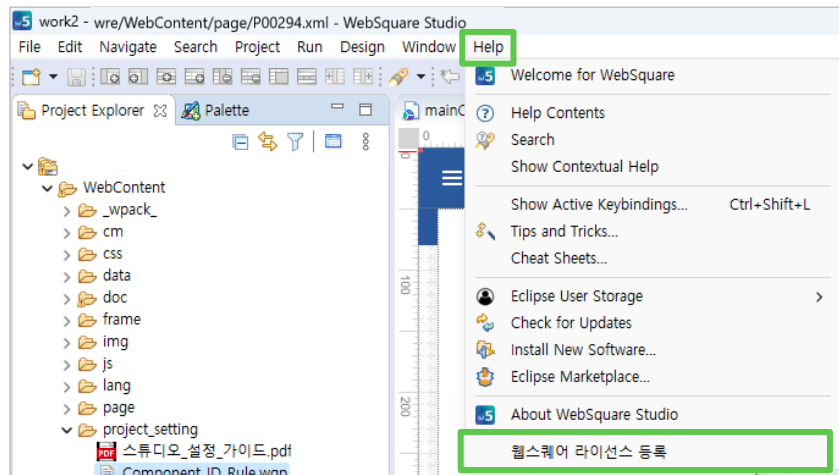 work2 - wre/WebContent/page/P00294.xml - WebSquare Studio
File Edit Navigate Search Project Run Design Window Help
Project Explorer Palette
mainC
0
WebContent
_wpack_
cm
css
data
doc
frame
img
js
lang
page
project_setting
스튜디오_설정_가이드.pdf
Component_ID_Rule.wgn
0
100
200
Welcome for WebSquare
Help Contents
Search
Show Contextual Help
Show Active Keybindings... Ctrl+Shift+L
Tips and Tricks...
Cheat Sheets...
Eclipse User Storage
Check for Updates
Install New Software...
Eclipse Marketplace...
About WebSquare Studio
웹스퀘어 라이선스 등록